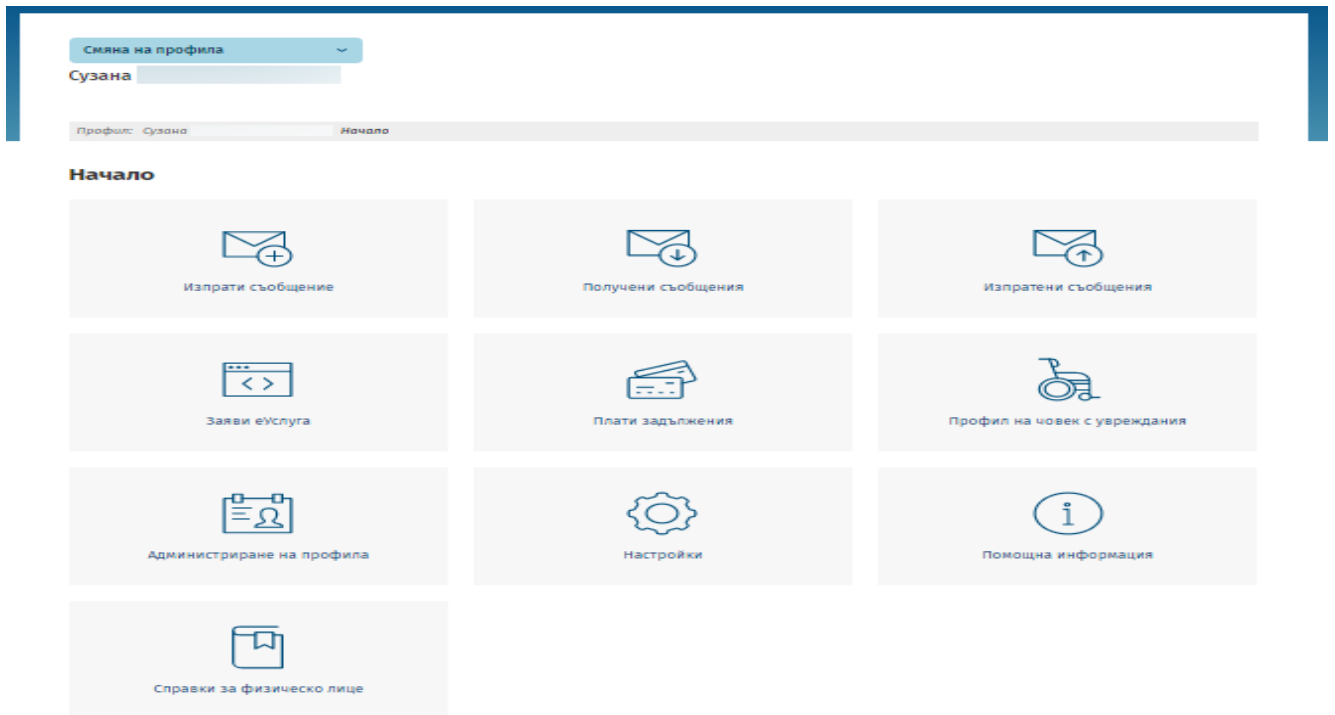 Смяна на профила
Сузана
Профил: Сузана Начало
Начало
Изпрати съобщение
Получени съобщения
Изпратени съобщения
Заяви еУслуга
Плати задължения
Профил на човек с увреждания
Администриране на профила
Настройки
Помощна информация
Справки за физическо лице